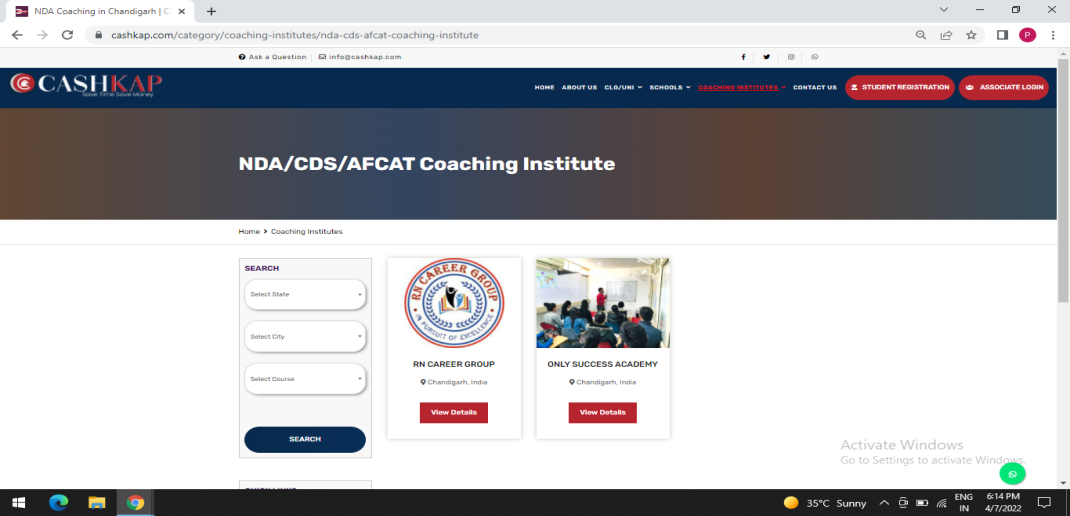 NDA Coaching in Chandigarh | C
cashkap.com/category/coaching-institutes/nda-cds-afcat-coaching-institute
P
Ask a Question
info@cashkap.com
CASHKAP
Save Time Save Money
HOME ABOUT US CLG/UNI SCHOOLS COACHING INSTITUTES CONTACT US STUDENT REGISTRATION ASSOCIATE LOGIN
NDA/CDS/AFCAT Coaching Institute
Home > Coaching Institutes
SEARCH
Select State
Select City
Select Course
SEARCH
RN CAREER GROUP
IN PURSUIT OF EXCELLENCE
RN CAREER GROUP
Chandigarh, India
View Details
ONLY SUCCESS ACADEMY
Chandigarh, India
View Details
Activate Windows
Go to Settings to activate Windows.
QUICK LINKS
35°C Sunny
ENG
IN
6:14 PM
4/7/2022